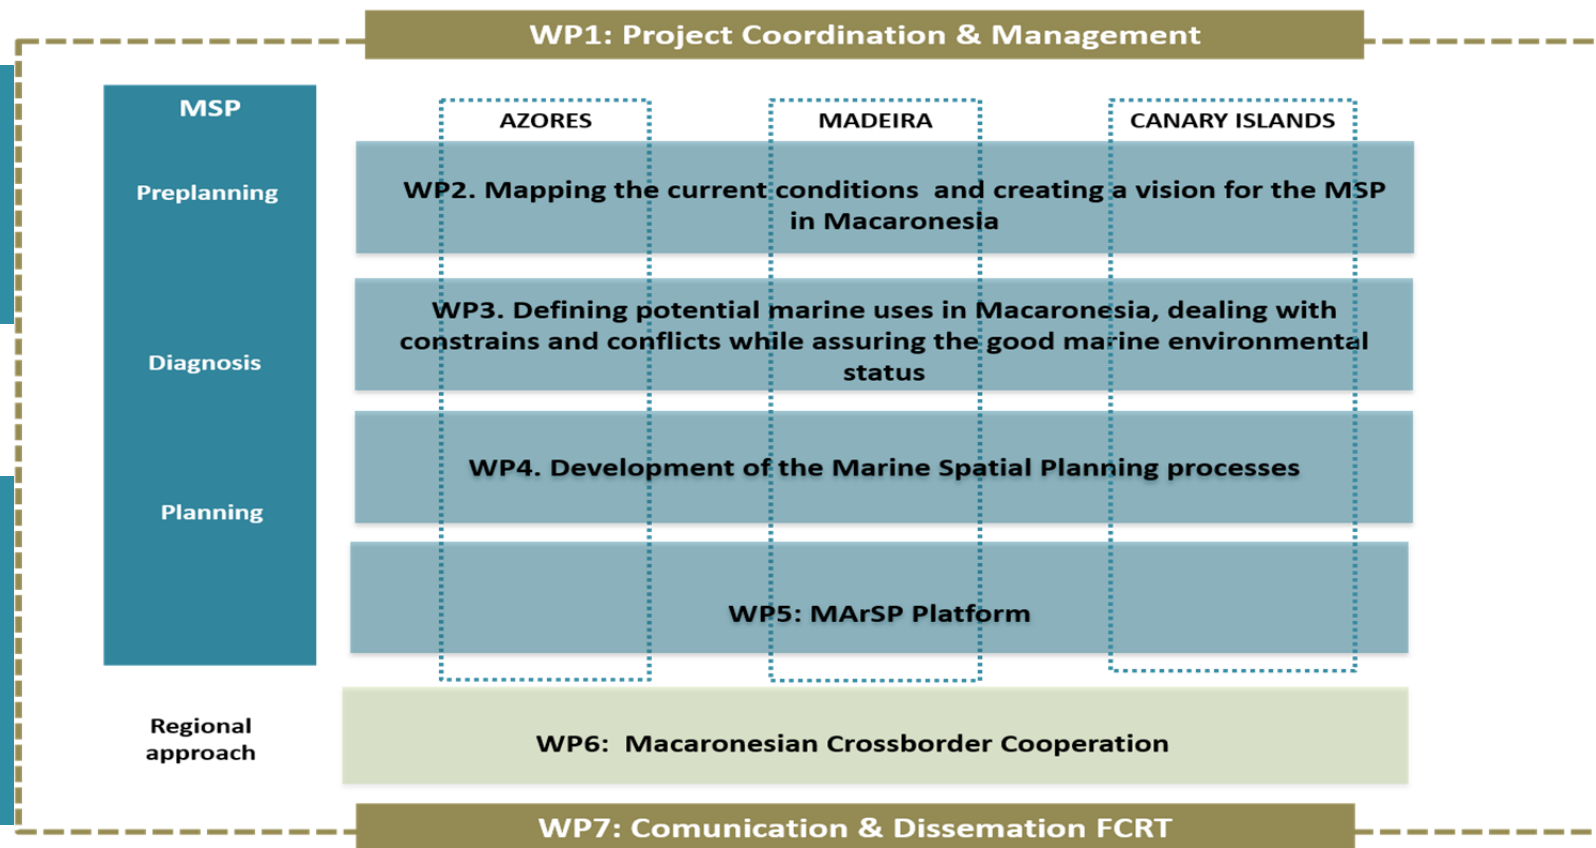 WP1: Project Coordination & Management
MSP
AZORES
MADEIRA
CANARY ISLANDS
Preplanning
WP2. Mapping the current conditions and creating a vision for the MSP
in Macaronesia
Diagnosis
WP3. Defining potential marine uses in Macaronesia, dealing with
constrains and conflicts while assuring the good marine environmental
status
Planning
WP4. Development of the Marine Spatial Planning processes
WP5: MArSP Platform
Regional
approach
WP6: Macaronesian Crossborder Cooperation
WP7: Comunication & Dissemation FCRT